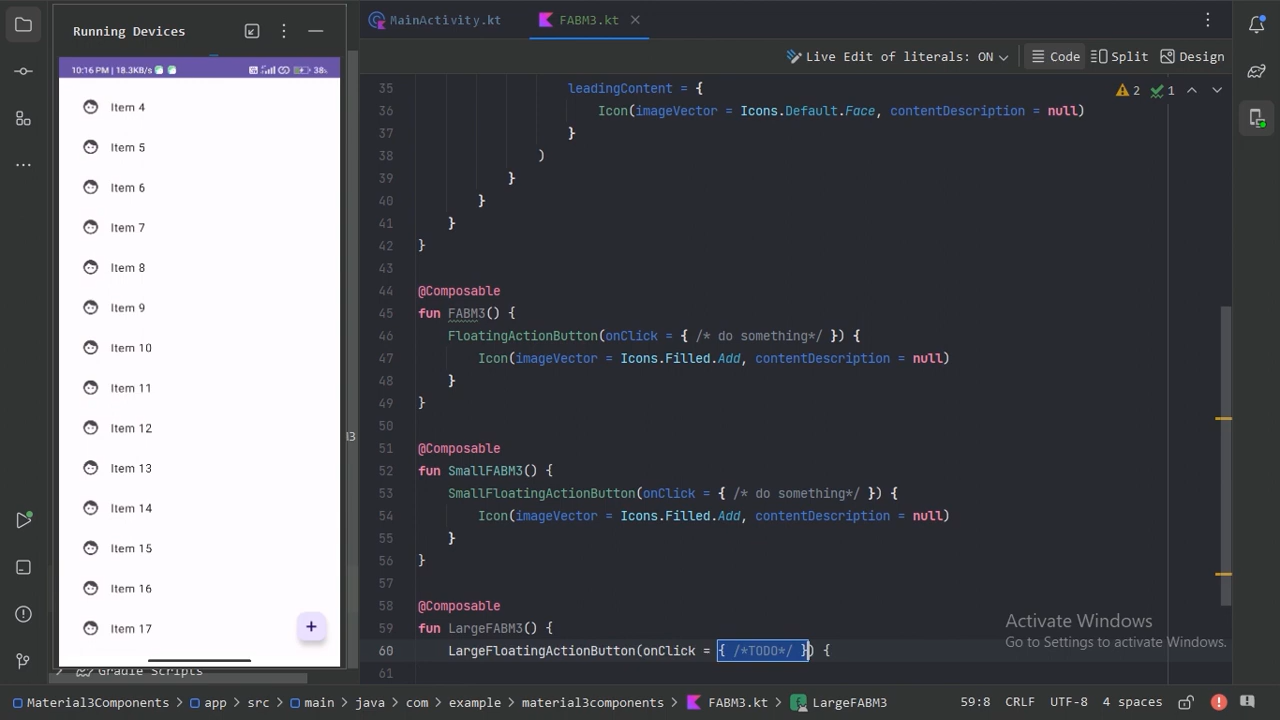 Running Devices
10:16 PM | 18.3KB/s
38%
Item 4
Item 5
Item 6
Item 7
Item 8
Item 9
Item 10
Item 11
Item 12
Item 13
Item 14
Item 15
Item 16
Item 17
+
Gradle Scripts
MainActivity.kt
FABM3.kt
Live Edit of literals: ON
Code
Split
Design
2
1
35 leadingContent = {
36 Icon(imageVector = Icons.Default.Face, contentDescription = null)
37 }
38 )
39 }
40 }
41 }
42 }
43
44 @Composable
45 fun FABM3() {
46 FloatingActionButton(onClick = { /* do something*/ }) {
47 Icon(imageVector = Icons.Filled.Add, contentDescription = null)
48 }
49 }
50
51 @Composable
52 fun SmallFABM3() {
53 SmallFloatingActionButton(onClick = { /* do something*/ }) {
54 Icon(imageVector = Icons.Filled.Add, contentDescription = null)
55 }
56 }
57
58 @Composable
59 fun LargeFABM3() {
60 LargeFloatingActionButton(onClick = { /*TODO*/ }) {
61
Activate Windows
Go to Settings to activate Windows.
Material3Components > app > src > main > java > com > example > material3components > FABM3.kt > LargeFABM3
59:8 CRLF UTF-8 4 spaces